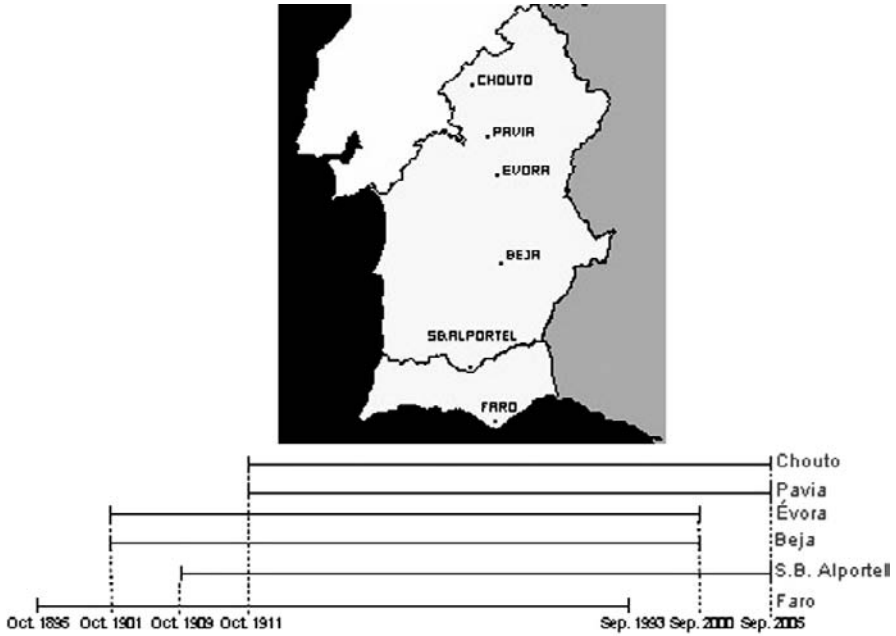 CHOUTO
PAVIA
EVORA
BEJA
S.B.ALPORTEL
FARO
Chouto
Pavia
Évora
Beja
S.B. Alportell
Faro
Oct. 1895 Oct. 1901 Oct. 1909 Oct. 1911 Sep. 1993 Sep. 2000 Sep. 2005